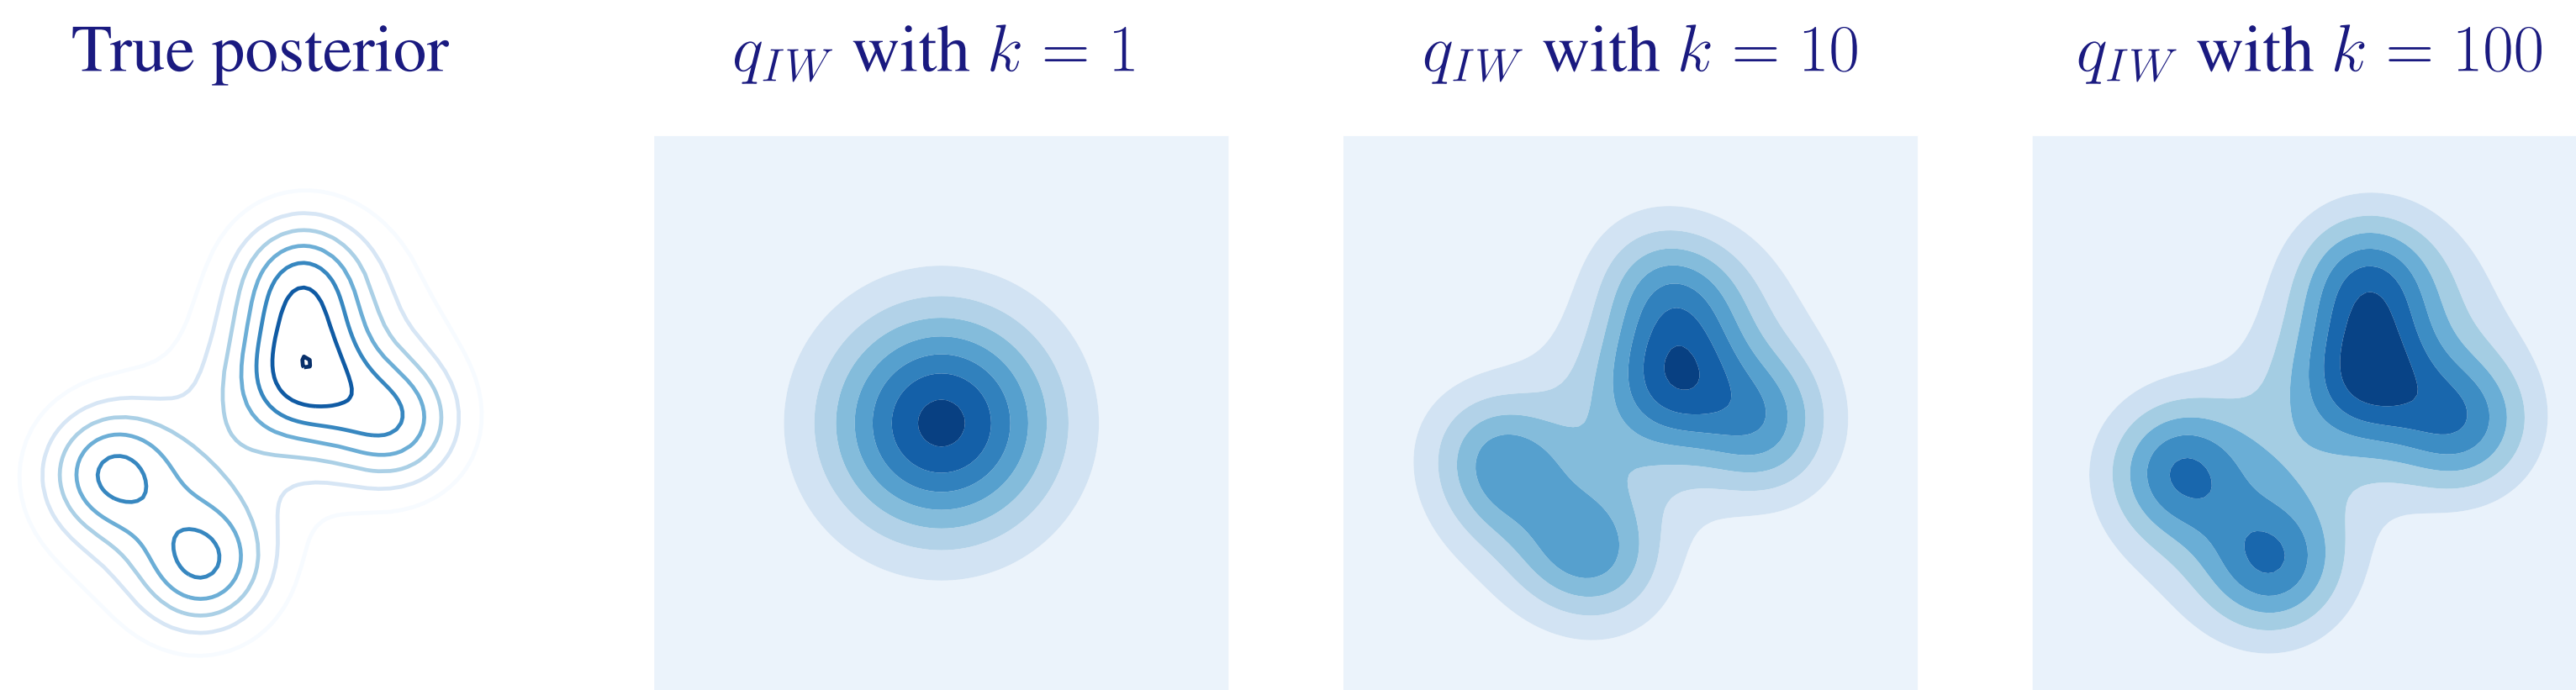 True posterior
$q_{IW}$ with $k = 1$
$q_{IW}$ with $k = 10$
$q_{IW}$ with $k = 100$